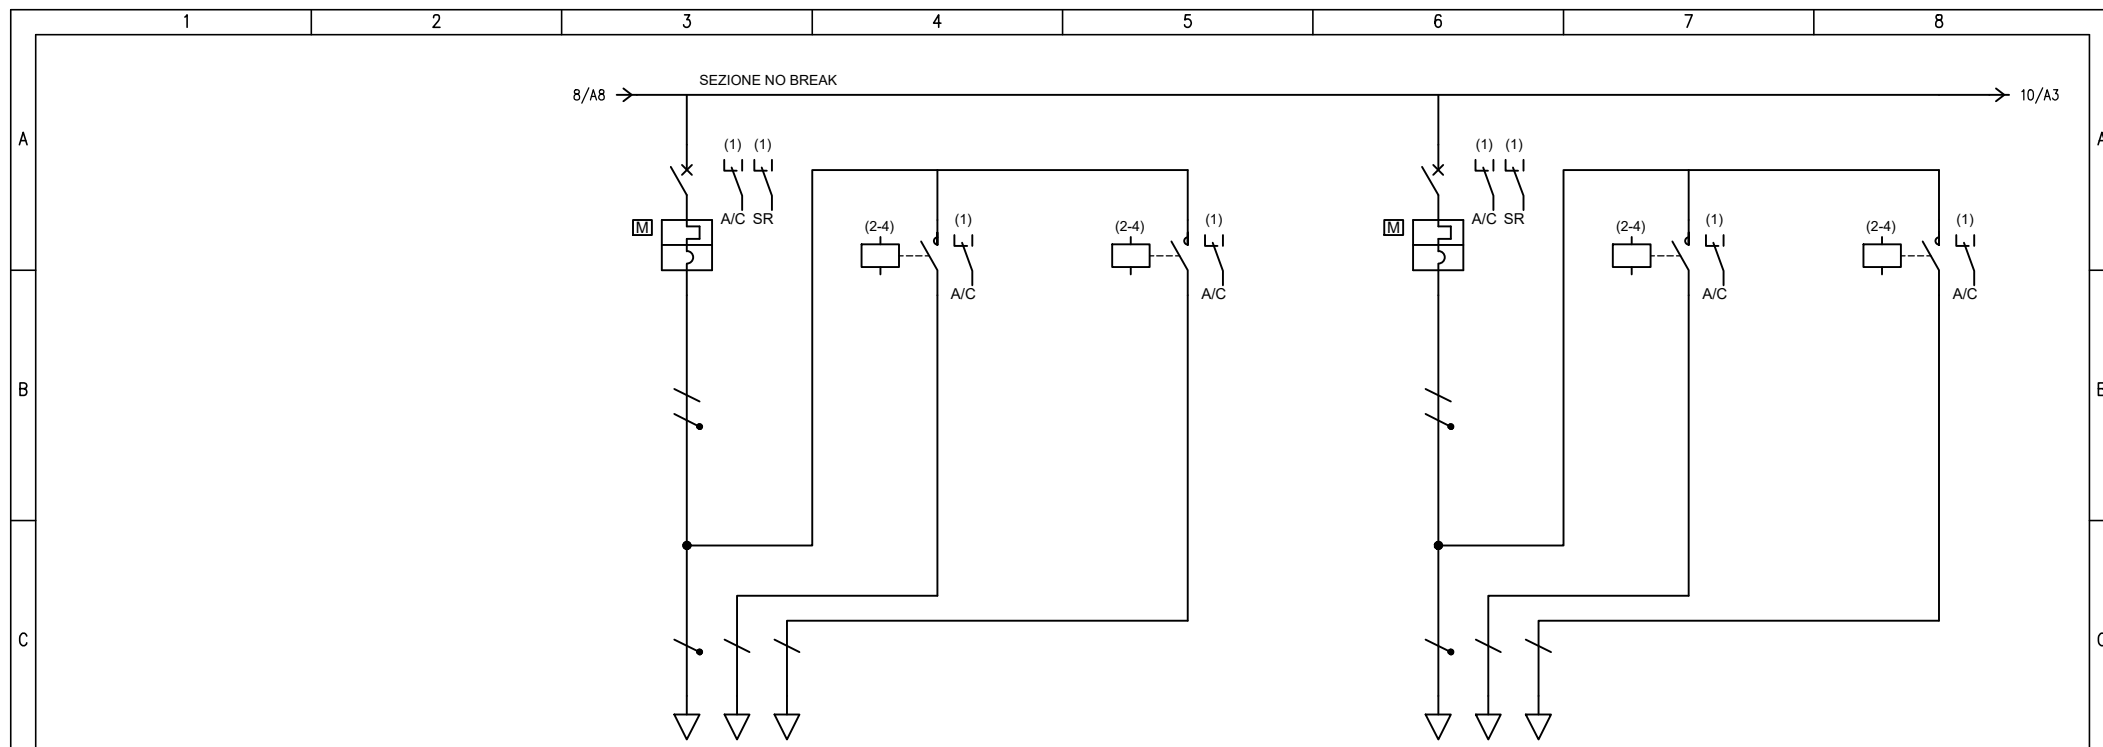 1 2 3 4 5 6 7 8
SEZIONE NO BREAK
8/A8 10/A3
A A
(1) (1) (1) (1)
A/C SR A/C SR
M (2-4) (1) (2-4) (1) M (2-4) (1) (2-4) (1)
A/C A/C A/C A/C
B
C